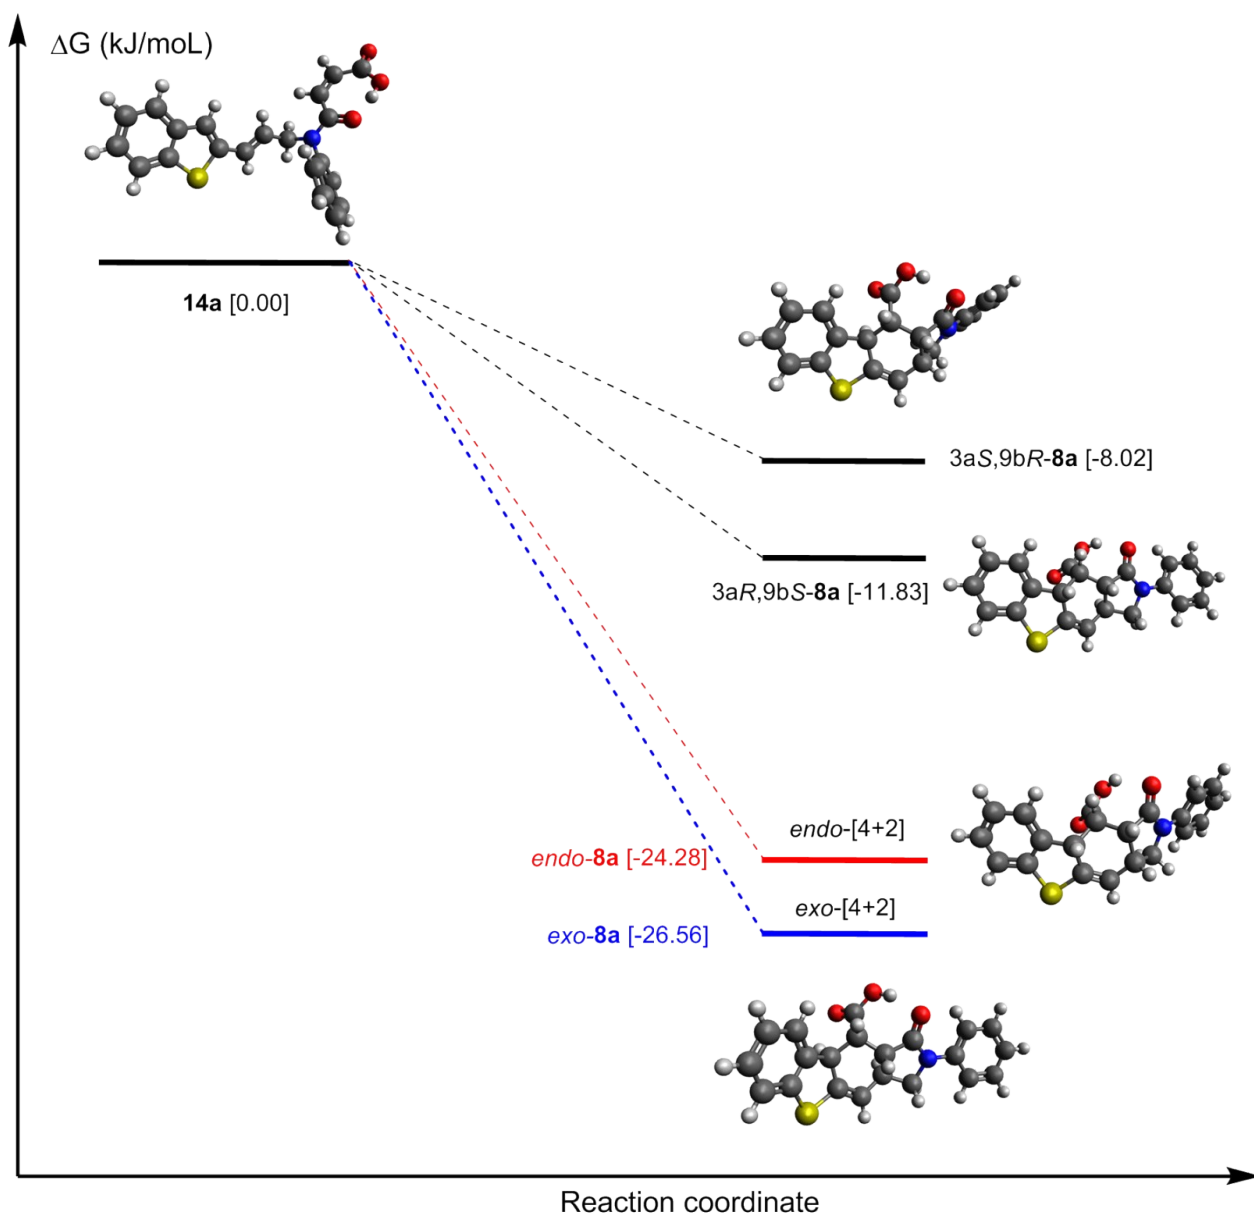 ΔG (kJ/moL)
14a [0.00]
3aS,9bR-8a [-8.02]
3aR,9bS-8a [-11.83]
endo-[4+2]
endo-8a [-24.28]
exo-[4+2]
exo-8a [-26.56]
Reaction coordinate